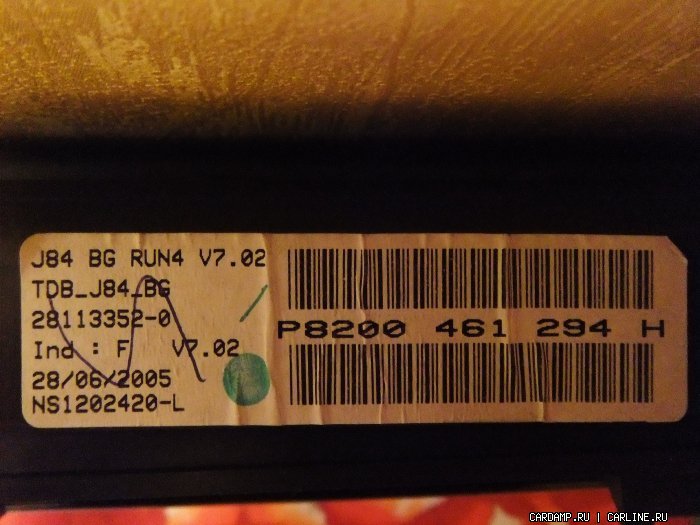 J84 BG RUN4 V7.02
TDB_J84_BG
28113352-0
Ind : F V7.02
28/06/2005
NS1202420-L
P8200 461 294 H
CARDAMP.RU | CARLINE.RU